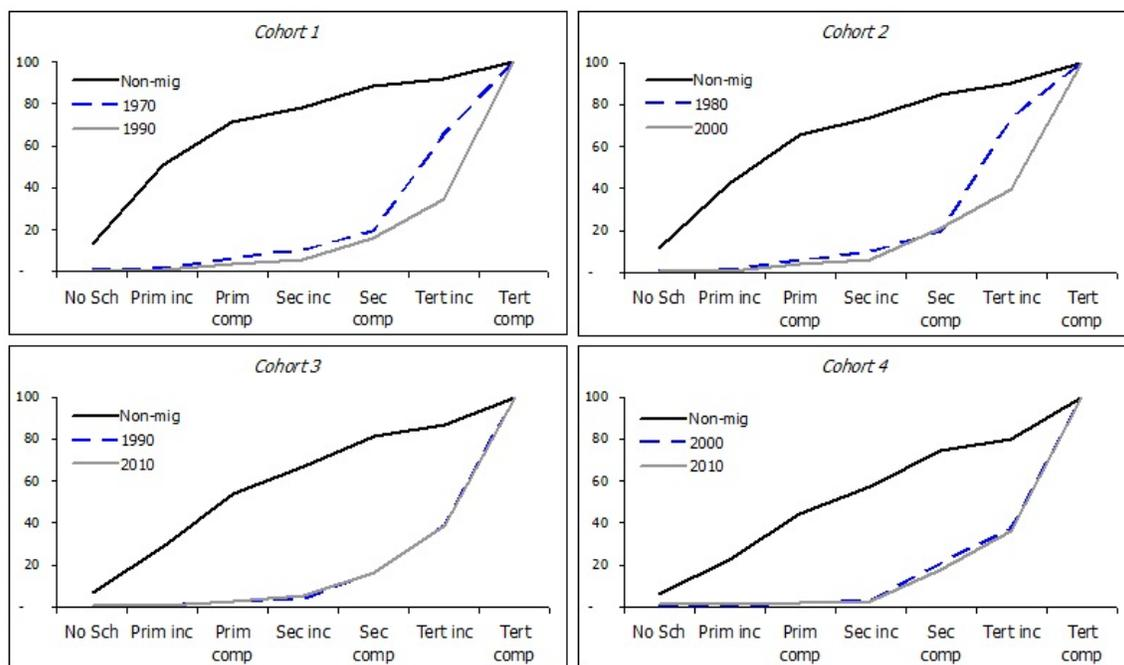 Cohort 1
100
80
60
40
20
-
Non-mig
1970
1990
No Sch Prim inc Prim comp Sec inc Sec comp Tert inc Tert comp
Cohort 2
100
80
60
40
20
-
Non-mig
1980
2000
No Sch Prim inc Prim comp Sec inc Sec comp Tert inc Tert comp
Cohort 3
100
80
60
40
20
-
Non-mig
1990
2010
No Sch Prim inc Prim comp Sec inc Sec comp Tert inc Tert comp
Cohort 4
100
80
60
40
20
-
Non-mig
2000
2010
No Sch Prim inc Prim comp Sec inc Sec comp Tert inc Tert comp